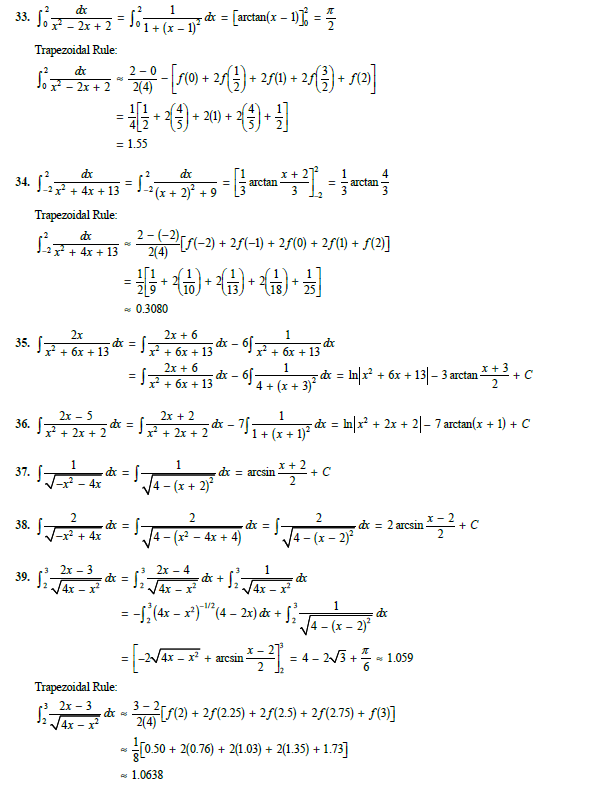 33. ∫₀² dx/(x² − 2x + 2) = ∫₀² 1/(1 + (x − 1)²) dx = [arctan(x − 1)]₀² = π/2
Trapezoidal Rule:
∫₀² dx/(x² − 2x + 2) ≈ (2 − 0)/(2(4)) − [f(0) + 2f(1/2) + 2f(1) + 2f(3/2) + f(2)]
= 1/4[1/2 + 2(4/5) + 2(1) + 2(4/5) + 1/2]
= 1.55
34. ∫₋₂² dx/(x² + 4x + 13) = ∫₋₂² dx/((x + 2)² + 9) = [1/3 arctan (x + 2)/3]₋₂² = 1/3 arctan 4/3
Trapezoidal Rule:
∫₋₂² dx/(x² + 4x + 13) ≈ (2 − (−2))/(2(4)) [f(−2) + 2f(−1) + 2f(0) + 2f(1) + f(2)]
= 1/2[1/9 + 2(1/10) + 2(1/13) + 2(1/18) + 1/25]
≈ 0.3080
35. ∫ 2x/(x² + 6x + 13) dx = ∫ (2x + 6)/(x² + 6x + 13) dx − 6∫ 1/(x² + 6x + 13) dx
= ∫ (2x + 6)/(x² + 6x + 13) dx − 6∫ 1/(4 + (x + 3)²) dx = ln|x² + 6x + 13| − 3 arctan (x + 3)/2 + C
36. ∫ (2x − 5)/(x² + 2x + 2) dx = ∫ (2x + 2)/(x² + 2x + 2) dx − 7∫ 1/(1 + (x + 1)²) dx = ln|x² + 2x + 2| − 7 arctan(x + 1) + C
37. ∫ 1/√(−x² − 4x) dx = ∫ 1/√(4 − (x + 2)²) dx = arcsin (x + 2)/2 + C
38. ∫ 2/√(−x² + 4x) dx = ∫ 2/√(4 − (x² − 4x + 4)) dx = ∫ 2/√(4 − (x − 2)²) dx = 2 arcsin (x − 2)/2 + C
39. ∫₂³ (2x − 3)/√(4x − x²) dx = ∫₂³ (2x − 4)/√(4x − x²) dx + ∫₂³ 1/√(4x − x²) dx
= −∫₂³ (4x − x²)^(−1/2)(4 − 2x) dx + ∫₂³ 1/√(4 − (x − 2)²) dx
= [−2√(4x − x²) + arcsin (x − 2)/2]₂³ = 4 − 2√3 + π/6 ≈ 1.059
Trapezoidal Rule:
∫₂³ (2x − 3)/√(4x − x²) dx ≈ (3 − 2)/(2(4)) [f(2) + 2f(2.25) + 2f(2.5) + 2f(2.75) + f(3)]
≈ 1/8[0.50 + 2(0.76) + 2(1.03) + 2(1.35) + 1.73]
≈ 1.0638